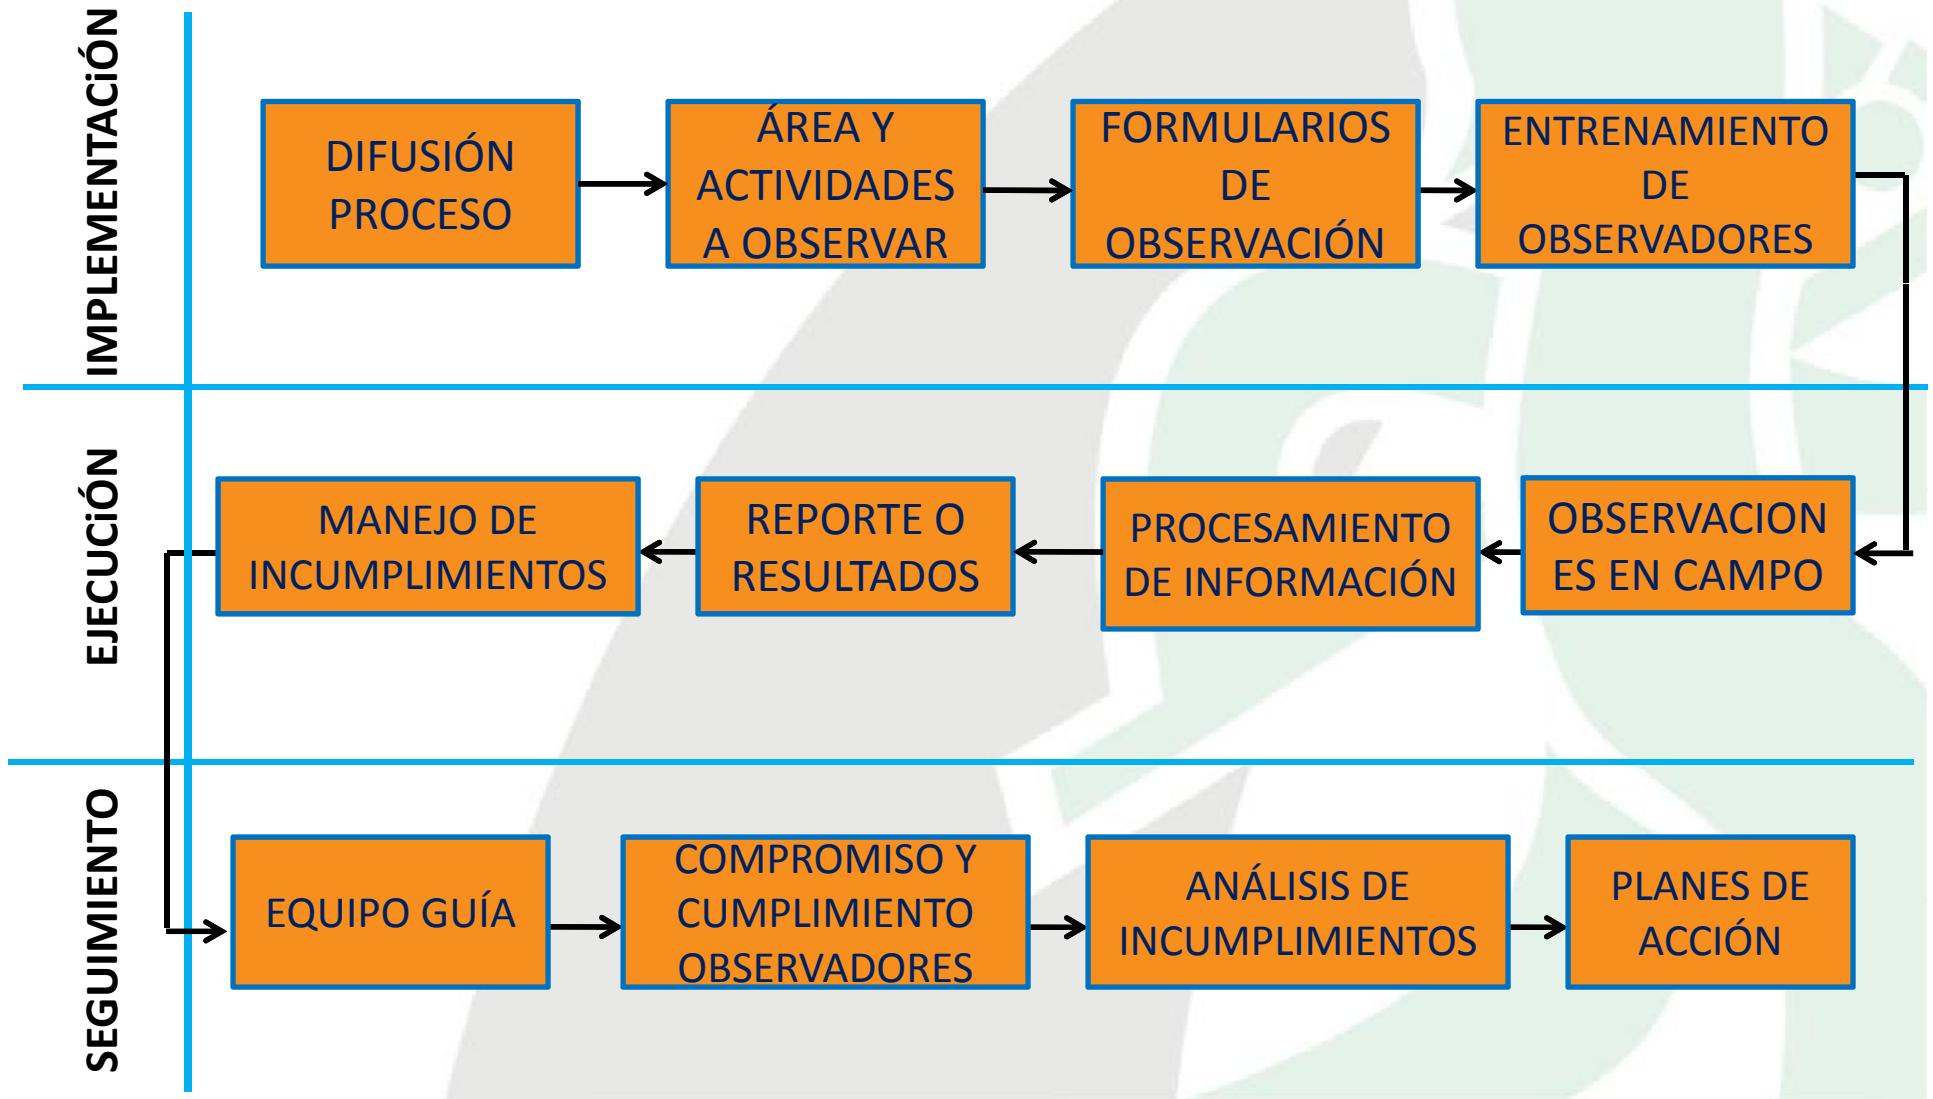 IMPLEMENTACiÓN
DIFUSIÓN
PROCESO
ÁREA Y
ACTIVIDADES
A OBSERVAR
FORMULARIOS
DE
OBSERVACIÓN
ENTRENAMIENTO
DE
OBSERVADORES
EJECUCiÓN
MANEJO DE
INCUMPLIMIENTOS
REPORTE O
RESULTADOS
PROCESAMIENTO
DE INFORMACIÓN
OBSERVACION
ES EN CAMPO
SEGUIMIENTO
EQUIPO GUÍA
COMPROMISO Y
CUMPLIMIENTO
OBSERVADORES
ANÁLISIS DE
INCUMPLIMIENTOS
PLANES DE
ACCIÓN